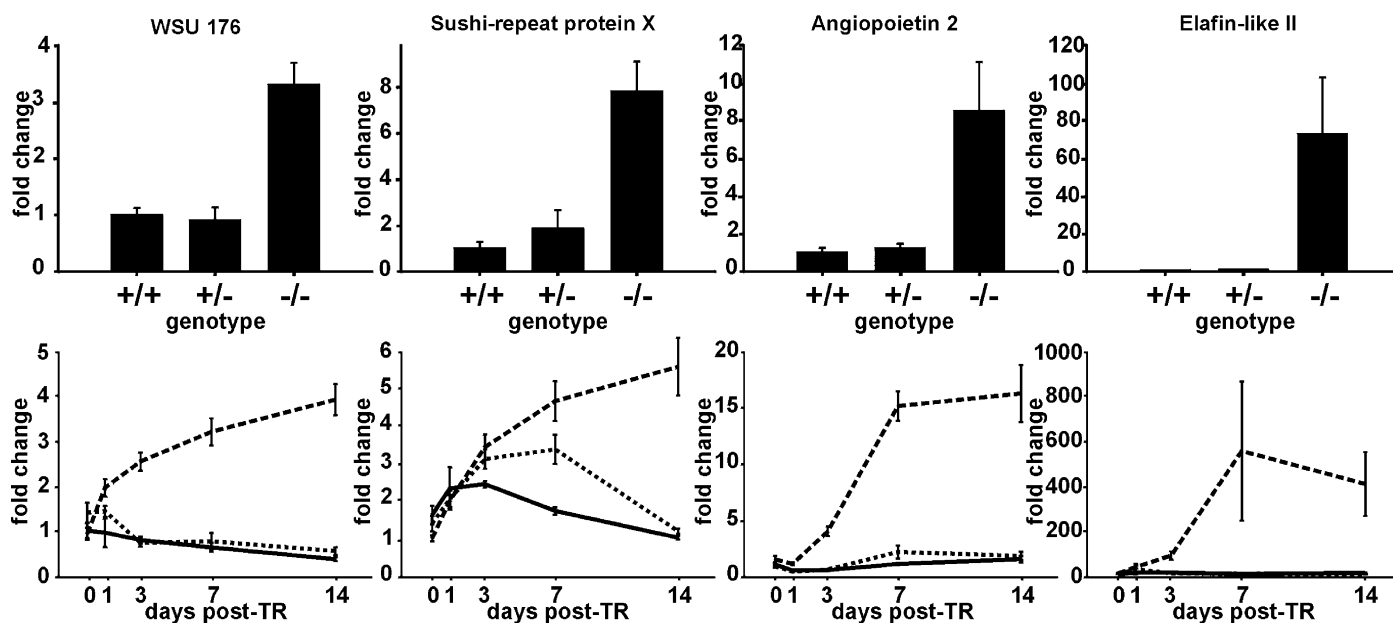 WSU 176
Sushi-repeat protein X
Angiopoietin 2
Elafin-like II
fold change
4
3
2
1
0
+/+ +/- -/-
genotype
fold change
8
6
4
2
0
+/+ +/- -/-
genotype
fold change
12
10
8
6
4
2
0
+/+ +/- -/-
genotype
fold change
120
100
80
60
40
20
0
+/+ +/- -/-
genotype
fold change
5
4
3
2
1
0
0 1 3 7 14
days post-TR
fold change
6
5
4
3
2
1
0
0 1 3 7 14
days post-TR
fold change
20
15
10
5
0
0 1 3 7 14
days post-TR
fold change
1000
800
600
400
200
0
0 1 3 7 14
days post-TR